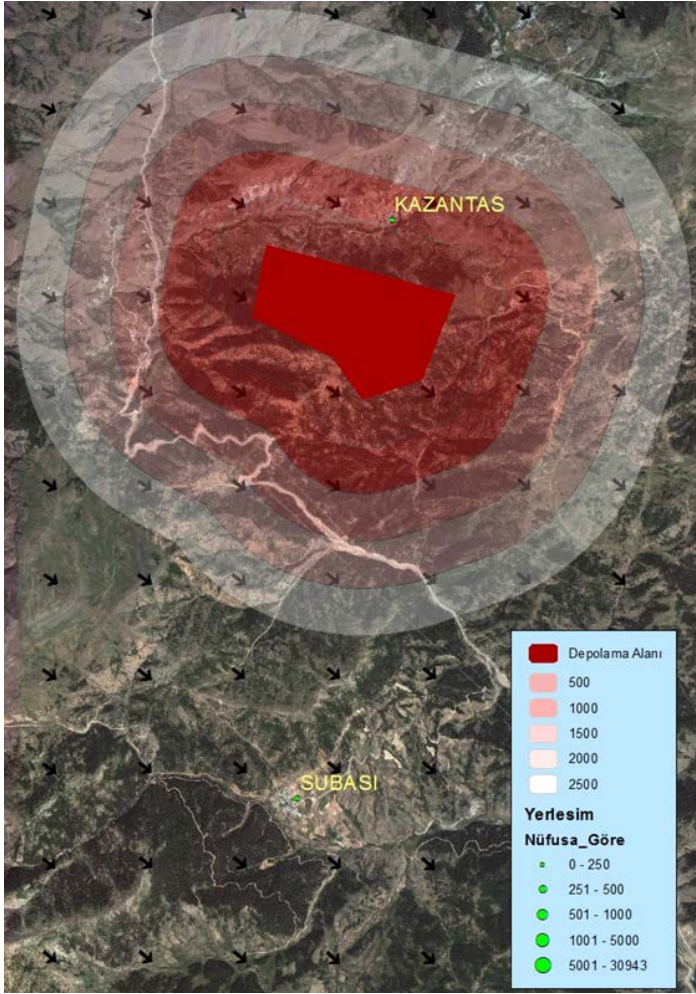 KAZANTAS
SUBASI
Depolama Alanı
500
1000
1500
2000
2500
Yerlesim
Nüfusa_Göre
0 - 250
251 - 500
501 - 1000
1001 - 5000
5001 - 30943